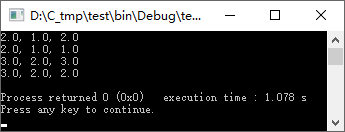 D:\C_tmp\test\bin\Debug\te...
2.0, 1.0, 2.0
2.0, 1.0, 1.0
3.0, 2.0, 3.0
3.0, 2.0, 2.0
Process returned 0 (0x0)   execution time : 1.078 s
Press any key to continue.